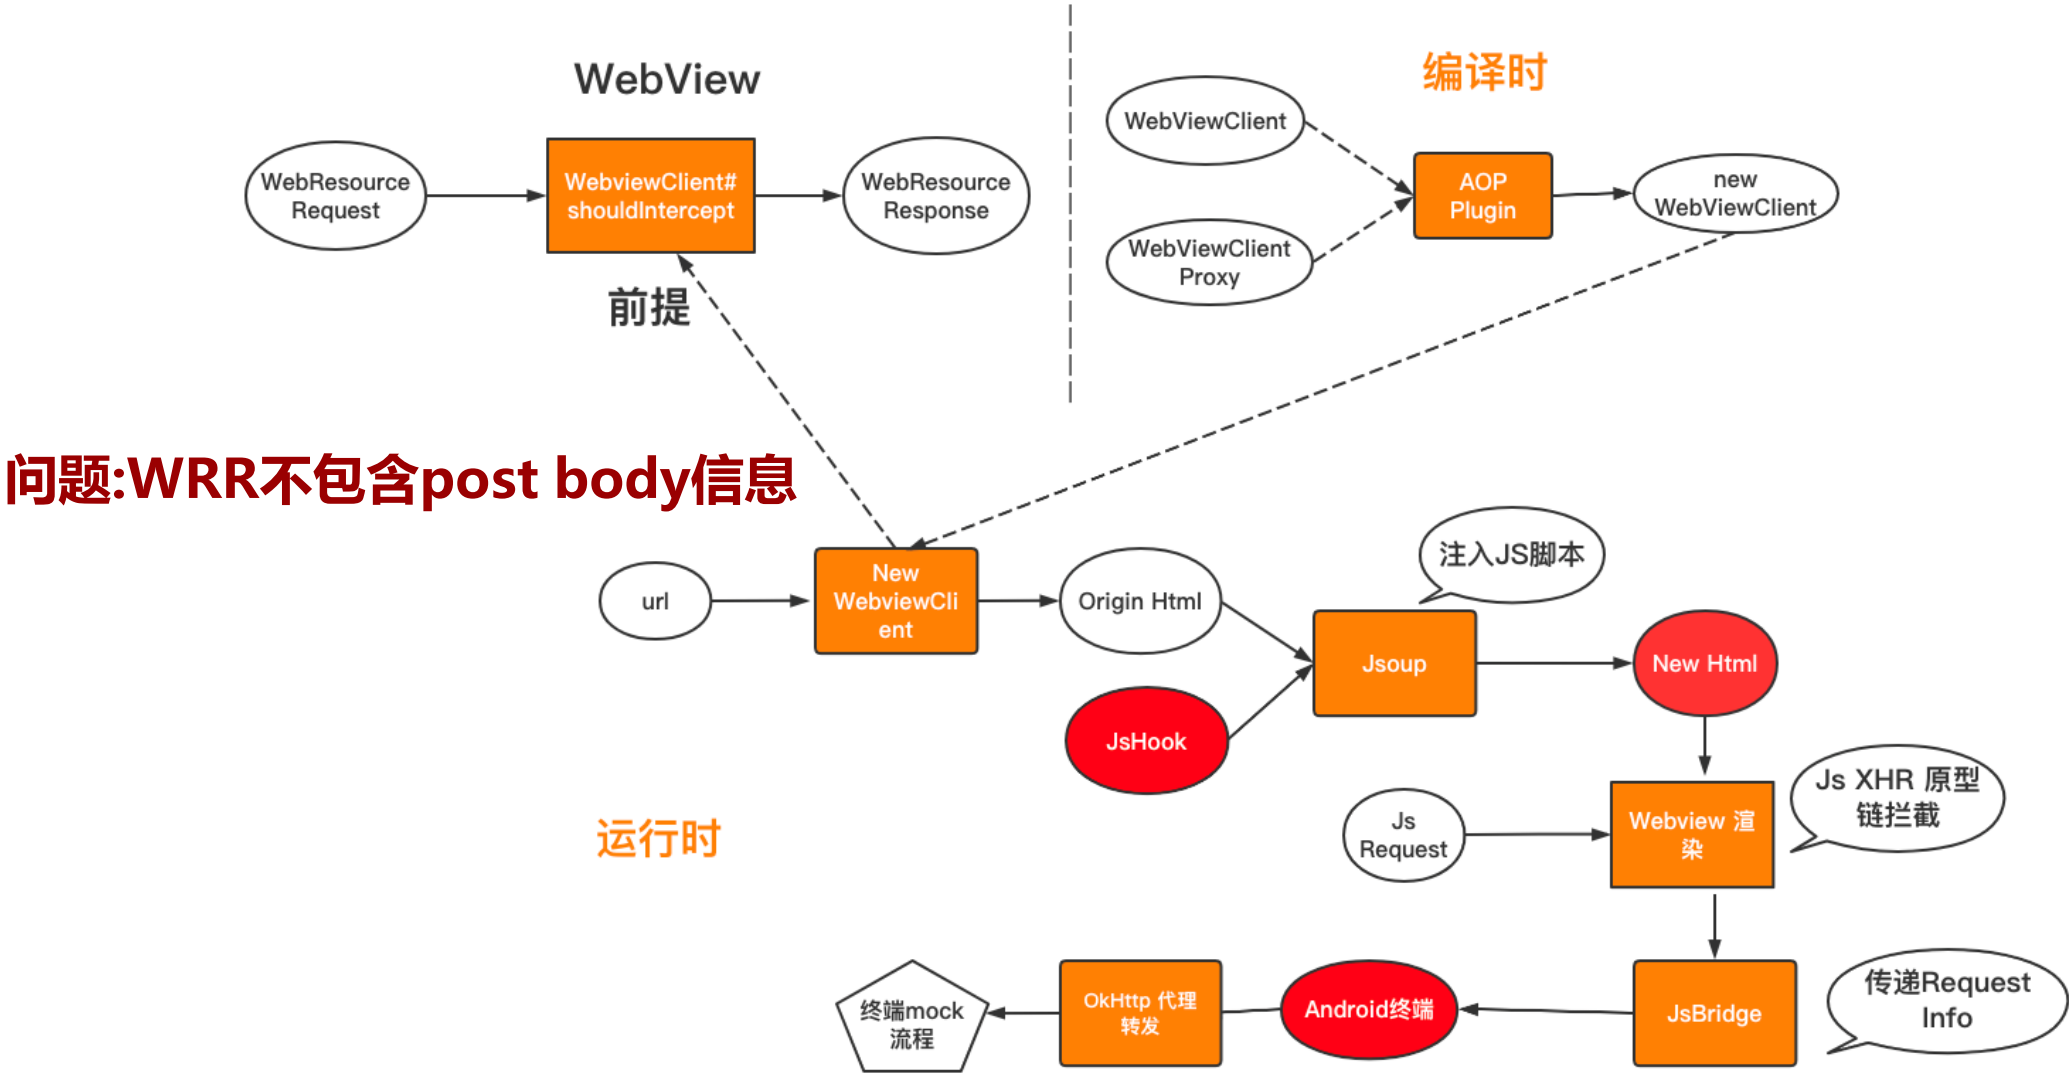 WebView
WebResource
Request
WebviewClient#
shouldIntercept
WebResource
Response
前提
编译时
WebViewClient
WebViewClient
Proxy
AOP
Plugin
new
WebViewClient
问题:WRR不包含post body信息
url
New
WebviewCli
ent
Origin Html
JsHook
注入JS脚本
Jsoup
New Html
运行时
Js
Request
Webview 渲
染
Js XHR 原型
链拦截
终端mock
流程
OkHttp 代理
转发
Android终端
JsBridge
传递Request
Info